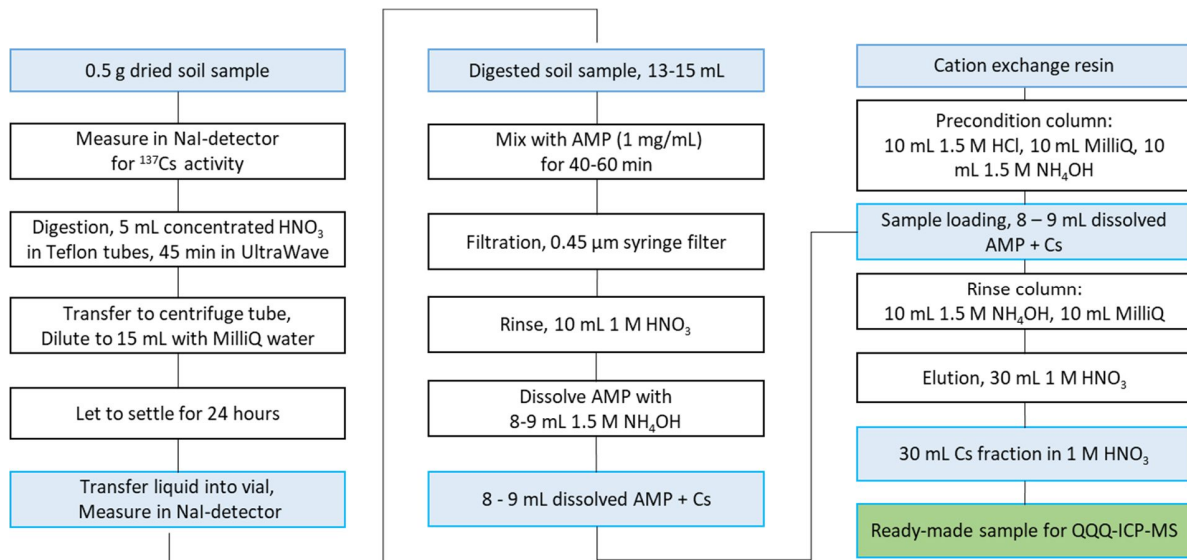 0.5 g dried soil sample
Measure in NaI-detector
for ¹³⁷Cs activity
Digestion, 5 mL concentrated HNO₃
in Teflon tubes, 45 min in UltraWave
Transfer to centrifuge tube,
Dilute to 15 mL with MilliQ water
Let to settle for 24 hours
Transfer liquid into vial,
Measure in NaI-detector
Digested soil sample, 13-15 mL
Mix with AMP (1 mg/mL)
for 40-60 min
Filtration, 0.45 µm syringe filter
Rinse, 10 mL 1 M HNO₃
Dissolve AMP with
8-9 mL 1.5 M NH₄OH
8 - 9 mL dissolved AMP + Cs
Cation exchange resin
Precondition column:
10 mL 1.5 M HCl, 10 mL MilliQ, 10
mL 1.5 M NH₄OH
Sample loading, 8 – 9 mL dissolved
AMP + Cs
Rinse column:
10 mL 1.5 M NH₄OH, 10 mL MilliQ
Elution, 30 mL 1 M HNO₃
30 mL Cs fraction in 1 M HNO₃
Ready-made sample for QQQ-ICP-MS